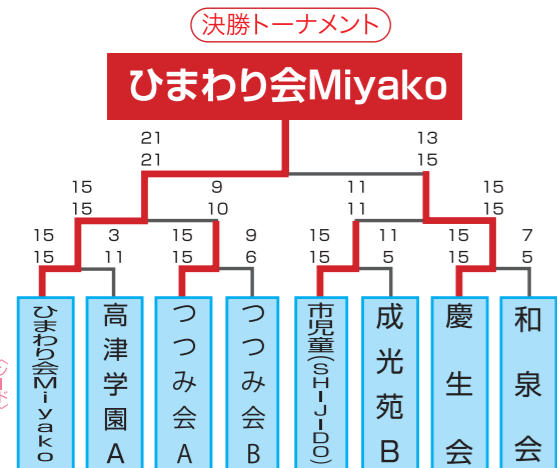 決勝トーナメント
ひまわり会Miyako
21 13
21 15
15 9 11 15
15 10 11 15
15 3 15 9 15 11 15 7
15 11 15 6 15 5 15 5
ひまわり会Miyako
高津学園A
つつみ会A
つつみ会B
市児童(SHIJIDO)
成光苑B
慶生会
和泉会